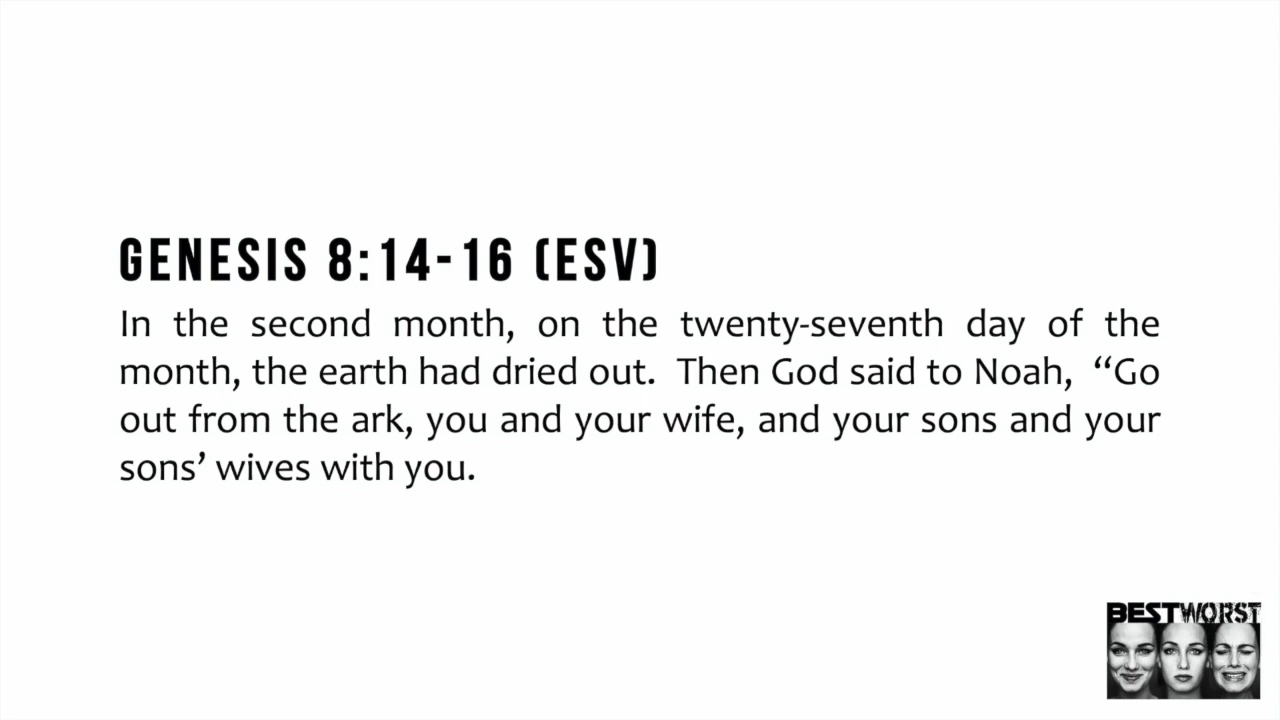 GENESIS 8:14-16 (ESV)
In the second month, on the twenty-seventh day of the
month, the earth had dried out.  Then God said to Noah,  “Go
out from the ark, you and your wife, and your sons and your
sons’ wives with you.
BESTWORST